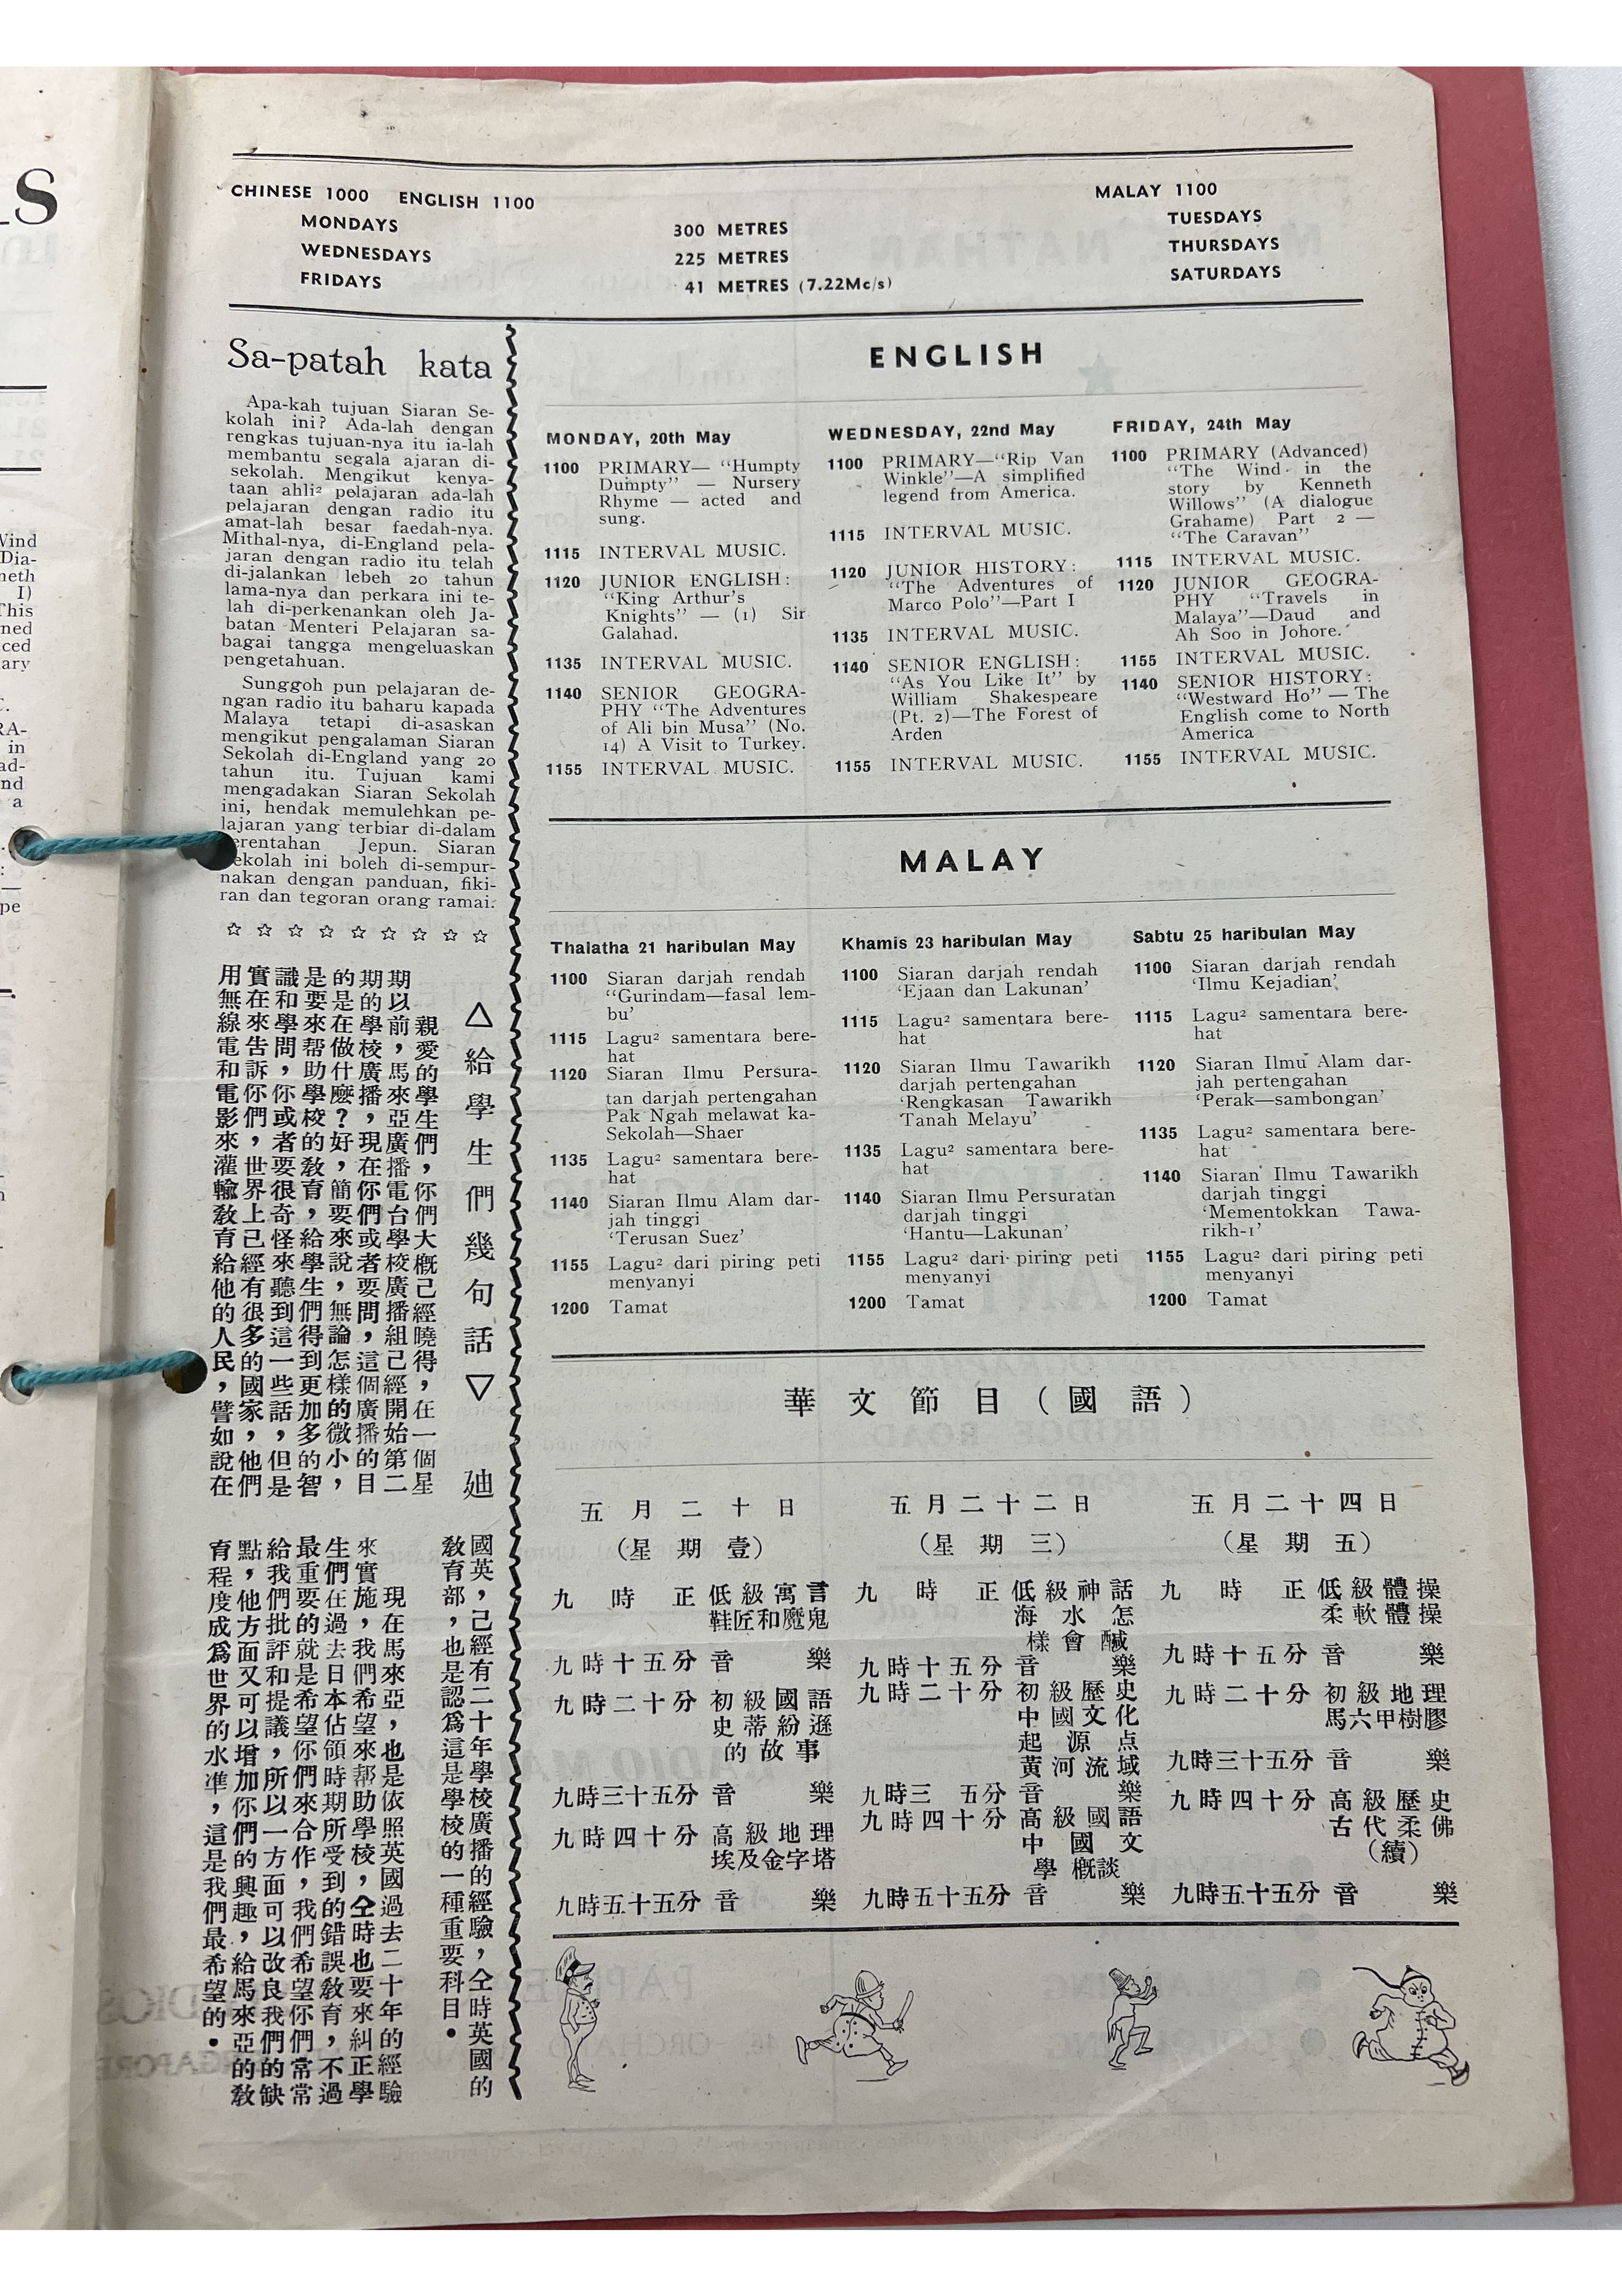 CHINESE 1000 ENGLISH 1100
MONDAYS
WEDNESDAYS
FRIDAYS
300 METRES
225 METRES
41 METRES (7.22Mc/s)
MALAY 1100
TUESDAYS
THURSDAYS
SATURDAYS
Sa-patah kata
Apa-kah tujuan Siaran Se-
kolah ini? Ada-lah dengan
rengkas tujuan-nya itu ia-lah
membantu segala ajaran di-
sekolah. Mengikut kenya-
taan ahli² pelajaran ada-lah
pelajaran dengan radio itu
amat-lah besar faedah-nya.
Mithal-nya, di-England pela-
jaran dengan radio itu telah
di-jalankan lebeh 20 tahun
lama-nya dan perkara ini te-
lah di-perkenankan oleh Ja-
batan Menteri Pelajaran sa-
bagai tangga mengeluaskan
pengetahuan.
Sunggoh pun pelajaran de-
ngan radio itu baharu kapada
Malaya tetapi di-asaskan
mengikut pengalaman Siaran
Sekolah di-England yang 20
tahun itu. Tujuan kami
mengadakan Siaran Sekolah
ini, hendak memulehkan pe-
lajaran yang terbiar di-dalam
erentahan Jepun. Siaran
ekolah ini boleh di-sempur-
nakan dengan panduan, fiki-
ran dan tegoran orang ramai.
☆ ☆ ☆ ☆ ☆ ☆ ☆ ☆ ☆
△給學生們幾句話▽ 廸
親愛的學生們，你們大概己經曉得，在一個星
期以前，馬來亞廣播電台學校廣播組己經開始第二
期的學校廣播，現在你們或者要問，這個廣播的目
的是在做什麽？好，簡要來說，無論怎樣的微小，
是要來帮助學校的敎育，給學生們得到更加多的智
識和學問，你或者要很奇怪來聽到這一些話，但是
實在來告訴你們，世界上己經有很多的國家，他們
用無線電和電影來灌輸敎育給他的人民，譬如說在
國英，己經有二十年學校廣播的經驗，仝時英國的
敎育部，也是認爲這是學校的一種重要科目．
現在馬來亞，也是依照英國過去二十年的經驗
來實施，我們希望來帮助學校，仝時也要來糾正學
生們在過去日本佔領時期所受到的錯誤敎育，不過
最重要的就是希望你們來合作，我們希望你們常常
給我們批評和提議，所以一方面可以改良我們的缺
點，他方面又可以增加你們的興趣，給馬來亞的敎
育程度成爲世界的水准，這是我們最希望的．
ENGLISH
MONDAY, 20th May
1100 PRIMARY— "Humpty
Dumpty" — Nursery
Rhyme — acted and
sung.
1115 INTERVAL MUSIC.
1120 JUNIOR ENGLISH:
"King Arthur's
Knights" — (1) Sir
Galahad.
1135 INTERVAL MUSIC.
1140 SENIOR GEOGRA-
PHY "The Adventures
of Ali bin Musa" (No.
14) A Visit to Turkey.
1155 INTERVAL MUSIC.
WEDNESDAY, 22nd May
1100 PRIMARY—"Rip Van
Winkle"—A simplified
legend from America.
1115 INTERVAL MUSIC.
1120 JUNIOR HISTORY:
"The Adventures of
Marco Polo"—Part I
1135 INTERVAL MUSIC.
1140 SENIOR ENGLISH:
"As You Like It" by
William Shakespeare
(Pt. 2)—The Forest of
Arden
1155 INTERVAL MUSIC.
FRIDAY, 24th May
1100 PRIMARY (Advanced)
"The Wind in the
story by Kenneth
Willows" (A dialogue
Grahame) Part 2 —
"The Caravan"
1115 INTERVAL MUSIC.
1120 JUNIOR GEOGRA-
PHY "Travels in
Malaya"—Daud and
Ah Soo in Johore.
1155 INTERVAL MUSIC.
1140 SENIOR HISTORY:
"Westward Ho" — The
English come to North
America
1155 INTERVAL MUSIC.
MALAY
Thalatha 21 haribulan May
1100 Siaran darjah rendah
"Gurindam—fasal lem-
bu'
1115 Lagu² samentara bere-
hat
1120 Siaran Ilmu Persura-
tan darjah pertengahan
Pak Ngah melawat ka-
Sekolah—Shaer
1135 Lagu² samentara bere-
hat
1140 Siaran Ilmu Alam dar-
jah tinggi
'Terusan Suez'
1155 Lagu² dari piring peti
menyanyi
1200 Tamat
Khamis 23 haribulan May
1100 Siaran darjah rendah
'Ejaan dan Lakunan'
1115 Lagu² samentara bere-
hat
1120 Siaran Ilmu Tawarikh
darjah pertengahan
'Rengkasan Tawarikh
Tanah Melayu'
1135 Lagu² samentara bere-
hat
1140 Siaran Ilmu Persuratan
darjah tinggi
'Hantu—Lakunan'
1155 Lagu² dari piring peti
menyanyi
1200 Tamat
Sabtu 25 haribulan May
1100 Siaran darjah rendah
'Ilmu Kejadian'
1115 Lagu² samentara bere-
hat
1120 Siaran Ilmu Alam dar-
jah pertengahan
'Perak—sambongan'
1135 Lagu² samentara bere-
hat
1140 Siaran Ilmu Tawarikh
darjah tinggi
'Mementokkan Tawa-
rikh-1'
1155 Lagu² dari piring peti
menyanyi
1200 Tamat
華文節目（國語）
五月二十日
（星期壹）
九時正 低級寓言
鞋匠和魔鬼
九時十五分 音樂
九時二十分 初級國語
史蒂紛遜
的故事
九時三十五分 音樂
九時四十分 高級地理
埃及金字塔
九時五十五分 音樂
五月二十二日
（星期三）
九時正 低級神話
海水怎
樣會醎
九時十五分 音樂
九時二十分 初級歷史
中國文化
起源点
黃河流域
九時三 五分 音樂
九時四十分 高級國語
中國文
學概談
九時五十五分 音樂
五月二十四日
（星期五）
九時正 低級體操
柔軟體操
九時十五分 音樂
九時二十分 初級地理
馬六甲樹膠
九時三十五分 音樂
九時四十分 高級歷史
古代柔佛
（續）
九時五十五分 音樂